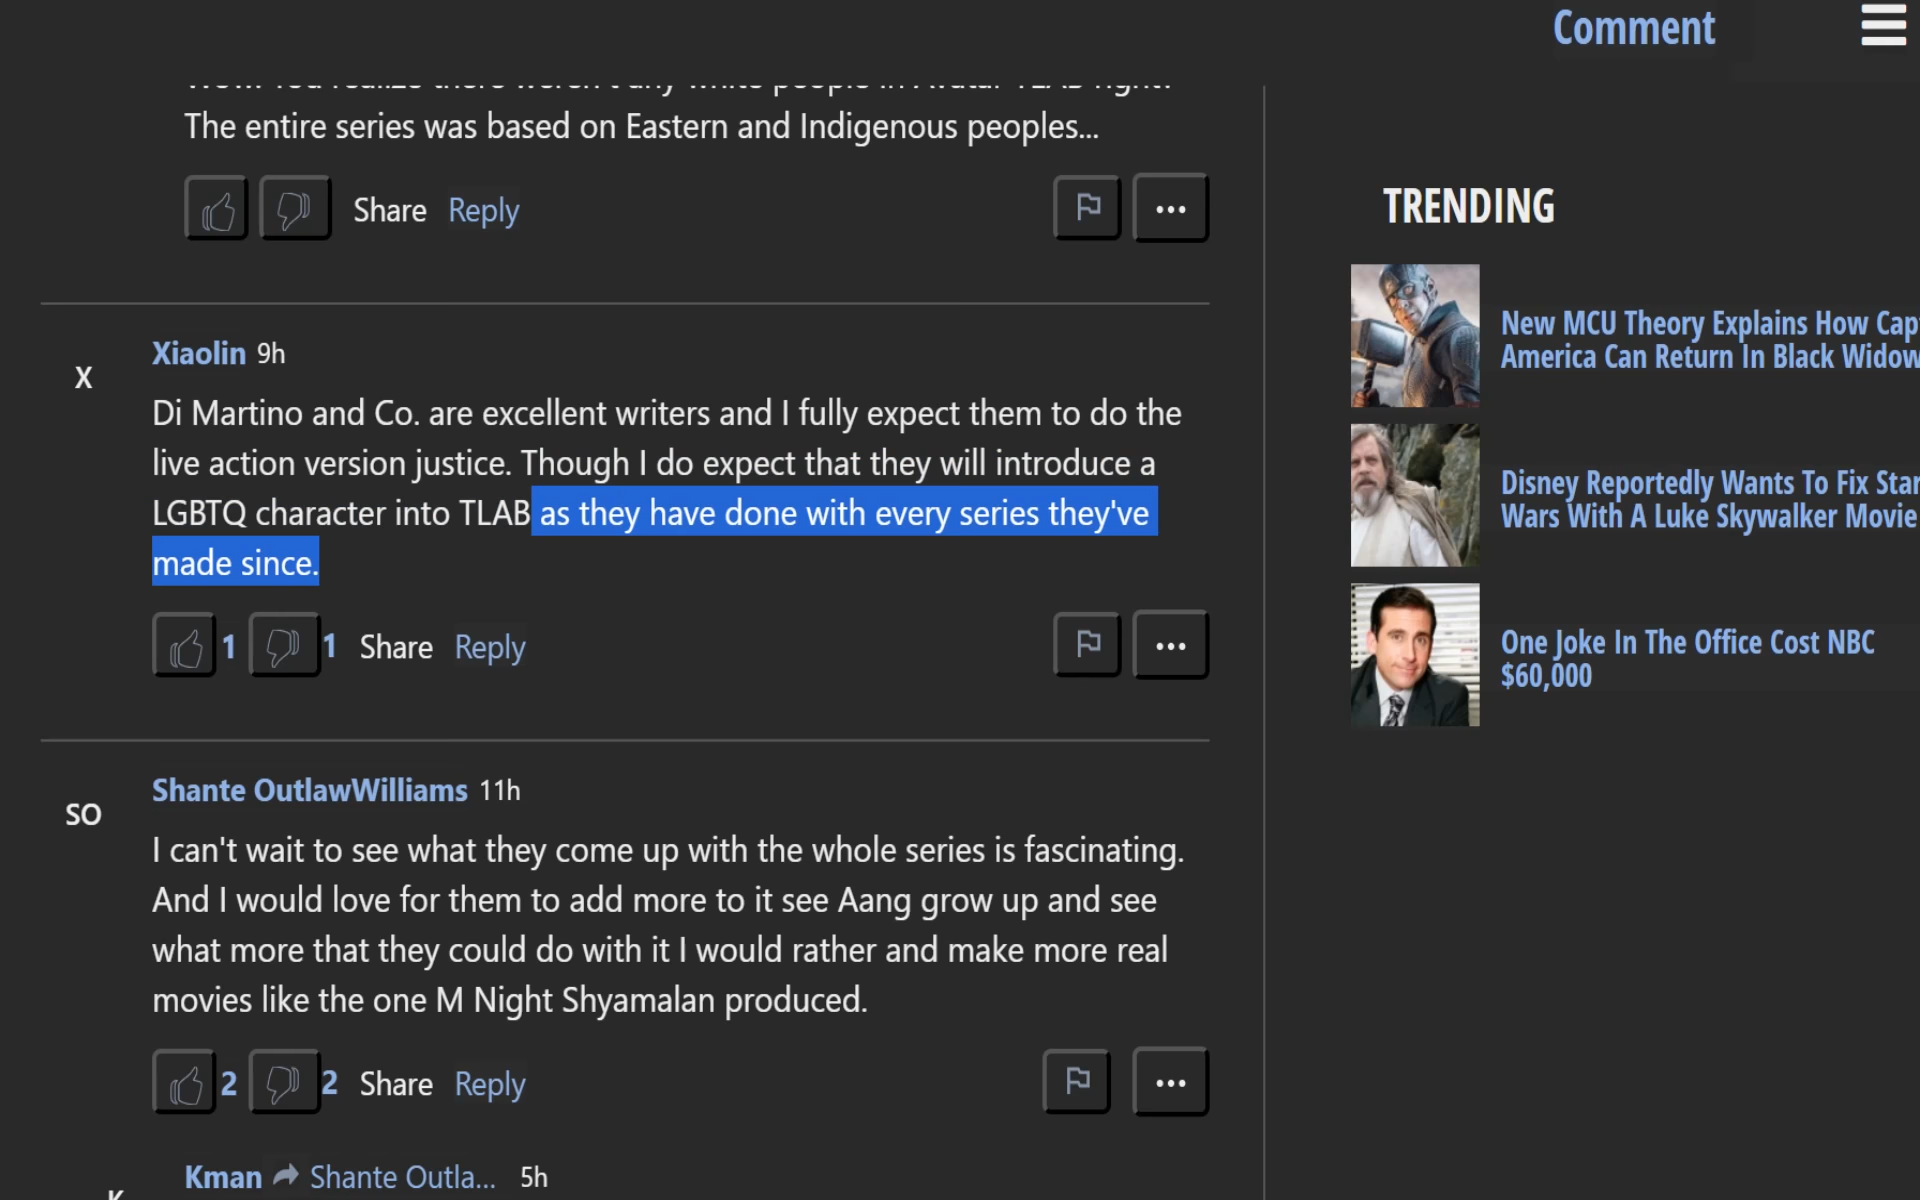 Comment
The entire series was based on Eastern and Indigenous peoples...
Share Reply
X
Xiaolin 9h
Di Martino and Co. are excellent writers and I fully expect them to do the
live action version justice. Though I do expect that they will introduce a
LGBTQ character into TLAB as they have done with every series they've
made since.
1 1 Share Reply
SO
Shante OutlawWilliams 11h
I can't wait to see what they come up with the whole series is fascinating.
And I would love for them to add more to it see Aang grow up and see
what more that they could do with it I would rather and make more real
movies like the one M Night Shyamalan produced.
2 2 Share Reply
Kman Shante Outla... 5h
TRENDING
New MCU Theory Explains How Cap
America Can Return In Black Widow
Disney Reportedly Wants To Fix Star
Wars With A Luke Skywalker Movie
One Joke In The Office Cost NBC
$60,000